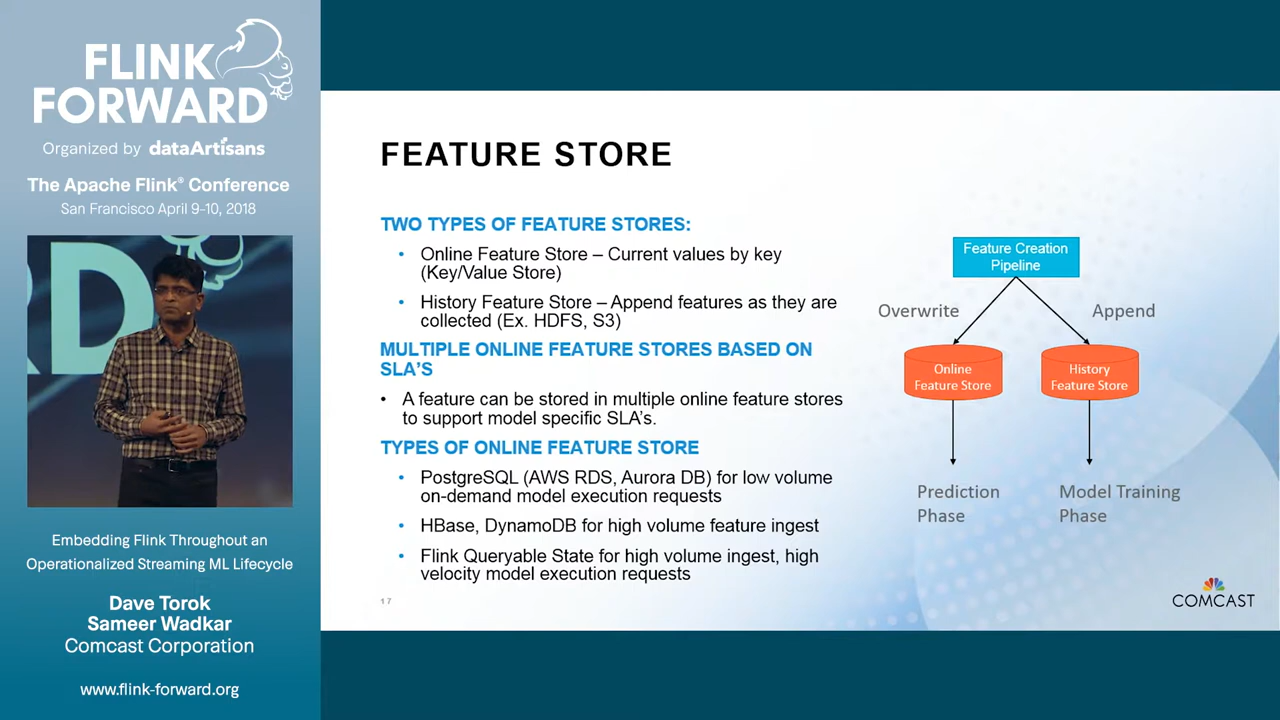 FLINK
FORWARD
Organized by dataArtisans
The Apache Flink® Conference
San Francisco April 9-10, 2018
RD
Embedding Flink Throughout an
Operationalized Streaming ML Lifecycle
Dave Torok
Sameer Wadkar
Comcast Corporation
www.flink-forward.org
FEATURE STORE
TWO TYPES OF FEATURE STORES:
• Online Feature Store – Current values by key
(Key/Value Store)
• History Feature Store – Append features as they are
collected (Ex. HDFS, S3)
MULTIPLE ONLINE FEATURE STORES BASED ON
SLA'S
• A feature can be stored in multiple online feature stores
to support model specific SLA's.
TYPES OF ONLINE FEATURE STORE
• PostgreSQL (AWS RDS, Aurora DB) for low volume
on-demand model execution requests
• HBase, DynamoDB for high volume feature ingest
• Flink Queryable State for high volume ingest, high
velocity model execution requests
17
Feature Creation
Pipeline
Overwrite
Append
Online
Feature Store
History
Feature Store
Prediction
Phase
Model Training
Phase
COMCAST